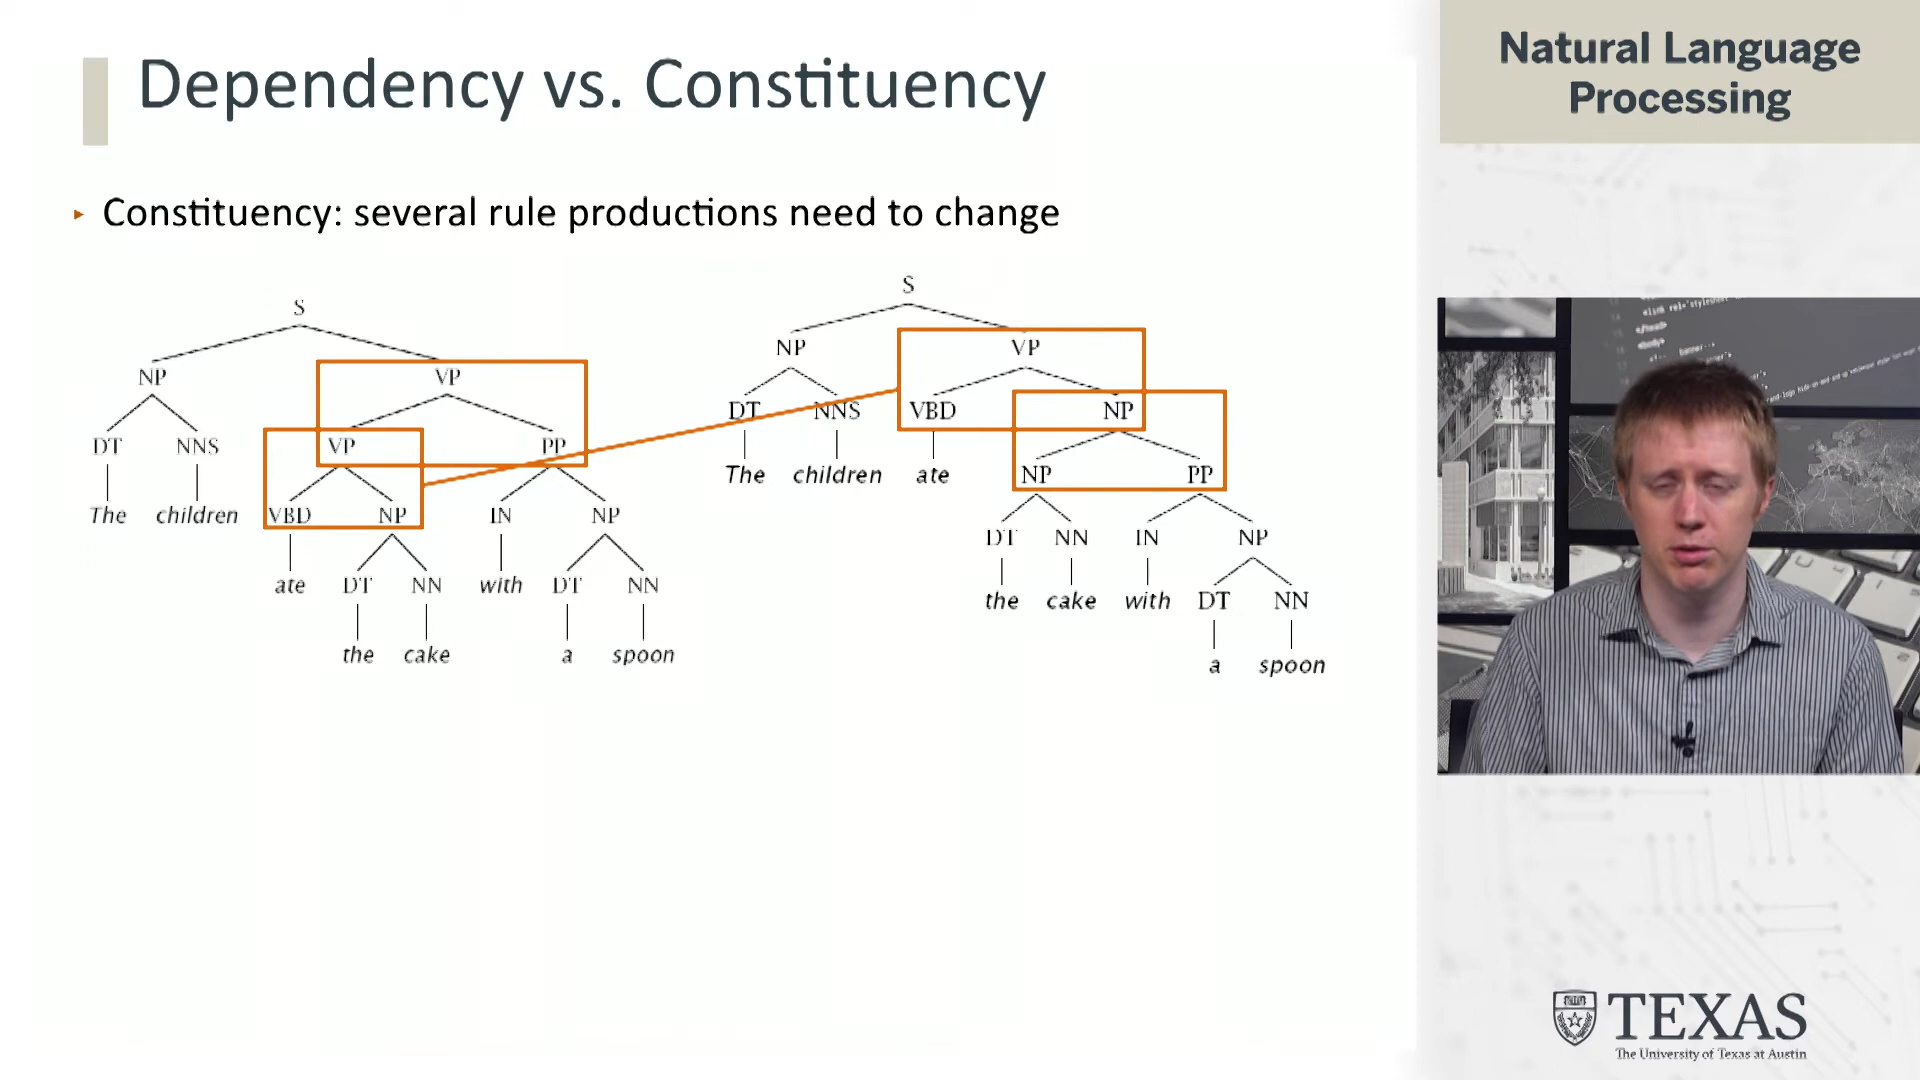 Dependency vs. Constituency
Constituency: several rule productions need to change
S
NP VP
DT NNS VP PP
The children VBD NP IN NP
ate DT NN with DT NN
the cake a spoon
S
NP VP
DT NNS VBD NP
The children ate NP PP
DT NN IN NP
the cake with DT NN
a spoon
Natural Language
Processing
TEXAS
The University of Texas at Austin